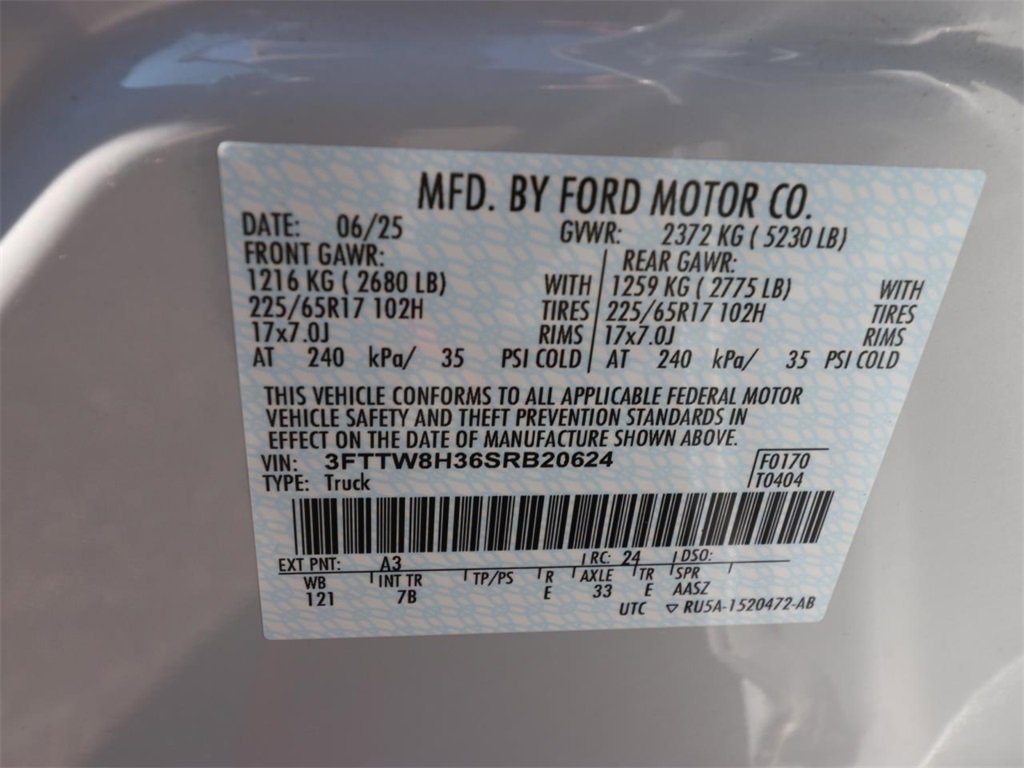 MFD. BY FORD MOTOR CO.
DATE: 06/25 GVWR: 2372 KG ( 5230 LB)
FRONT GAWR: REAR GAWR:
1216 KG ( 2680 LB) WITH 1259 KG ( 2775 LB) WITH
225/65R17 102H TIRES 225/65R17 102H TIRES
17x7.0J RIMS 17x7.0J RIMS
AT 240 kPa/ 35 PSI COLD AT 240 kPa/ 35 PSI COLD
THIS VEHICLE CONFORMS TO ALL APPLICABLE FEDERAL MOTOR
VEHICLE SAFETY AND THEFT PREVENTION STANDARDS IN
EFFECT ON THE DATE OF MANUFACTURE SHOWN ABOVE.
VIN: 3FTTW8H36SRB20624 F0170
TYPE: Truck T0404
EXT PNT: A3 RC: 24 DSO:
WB INT TR TP/PS R AXLE TR SPR
121 7B E 33 E AASZ
UTC ▽ RU5A-1520472-AB